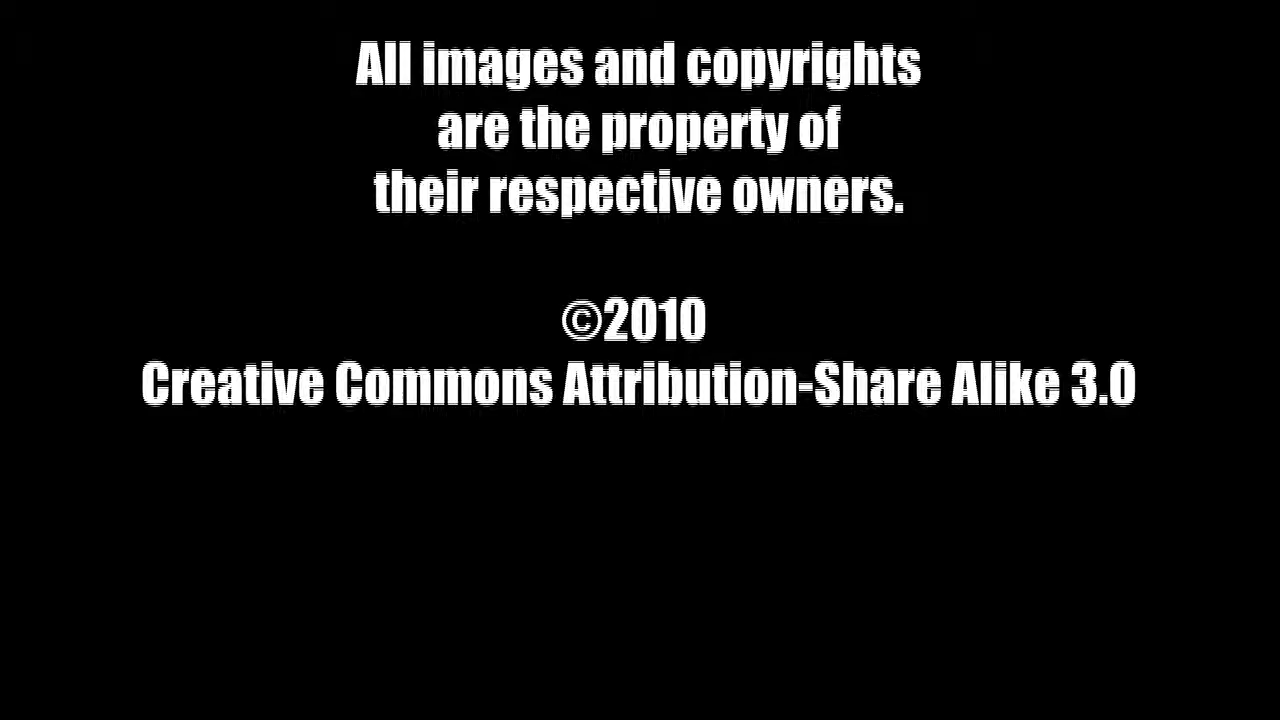 All images and copyrights
are the property of
their respective owners.
©2010
Creative Commons Attribution-Share Alike 3.0